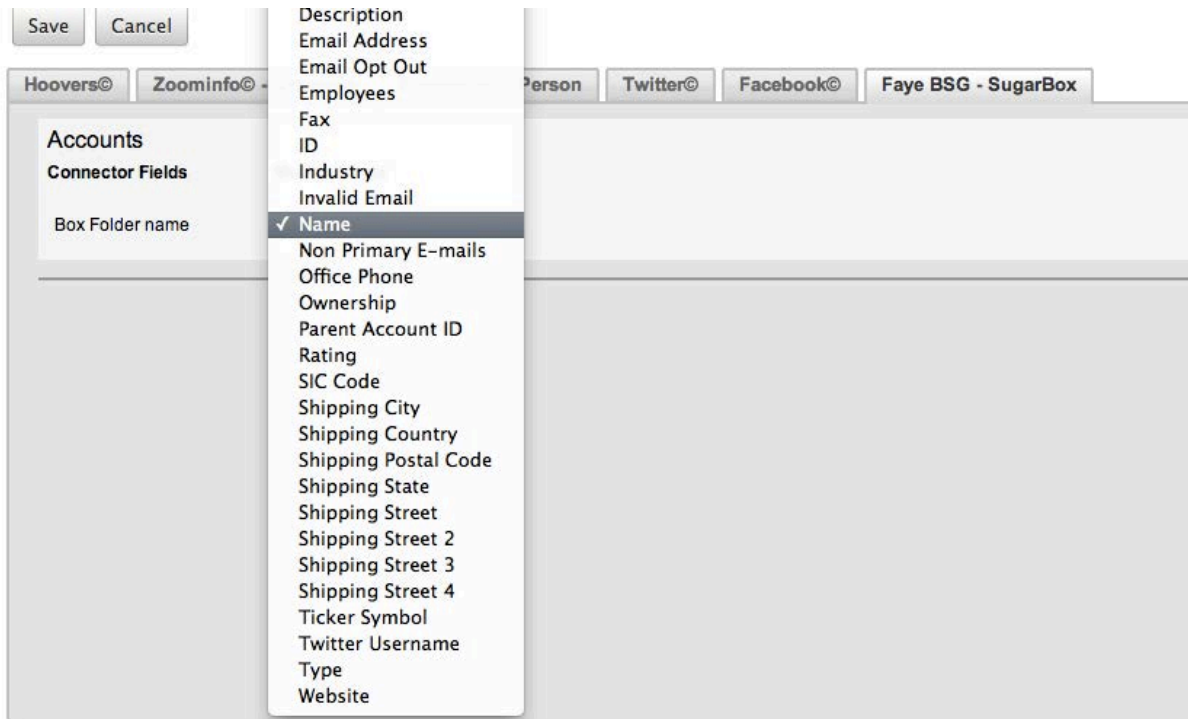 Save Cancel
Hoovers© Zoominfo© - Person Twitter© Facebook© Faye BSG - SugarBox
Accounts
Connector Fields
Box Folder name
Description
Email Address
Email Opt Out
Employees
Fax
ID
Industry
Invalid Email
✓ Name
Non Primary E-mails
Office Phone
Ownership
Parent Account ID
Rating
SIC Code
Shipping City
Shipping Country
Shipping Postal Code
Shipping State
Shipping Street
Shipping Street 2
Shipping Street 3
Shipping Street 4
Ticker Symbol
Twitter Username
Type
Website